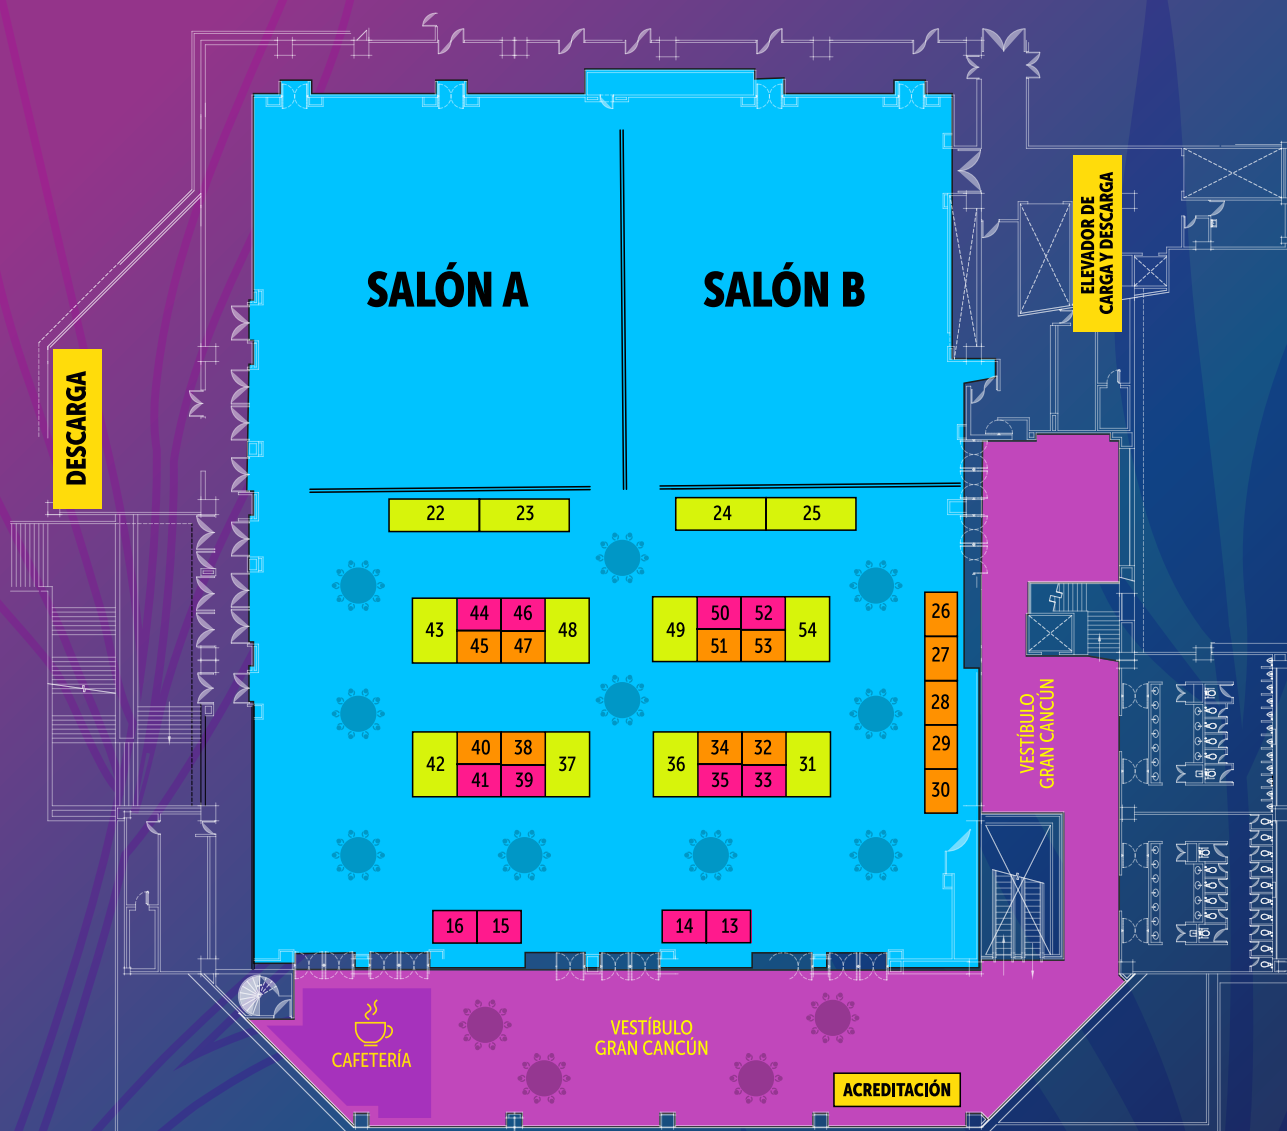 SALÓN A
SALÓN B
ELEVADOR DE
CARGA Y DESCARGA
DESCARGA
22 23
24 25
43 44 46 48
45 47
49 50 52 54
51 53
26
27
28
29
30
42 40 38 37
41 39
36 34 32 31
35 33
VESTÍBULO
GRAN CANCÚN
16 15
14 13
CAFETERÍA
VESTÍBULO
GRAN CANCÚN
ACREDITACIÓN